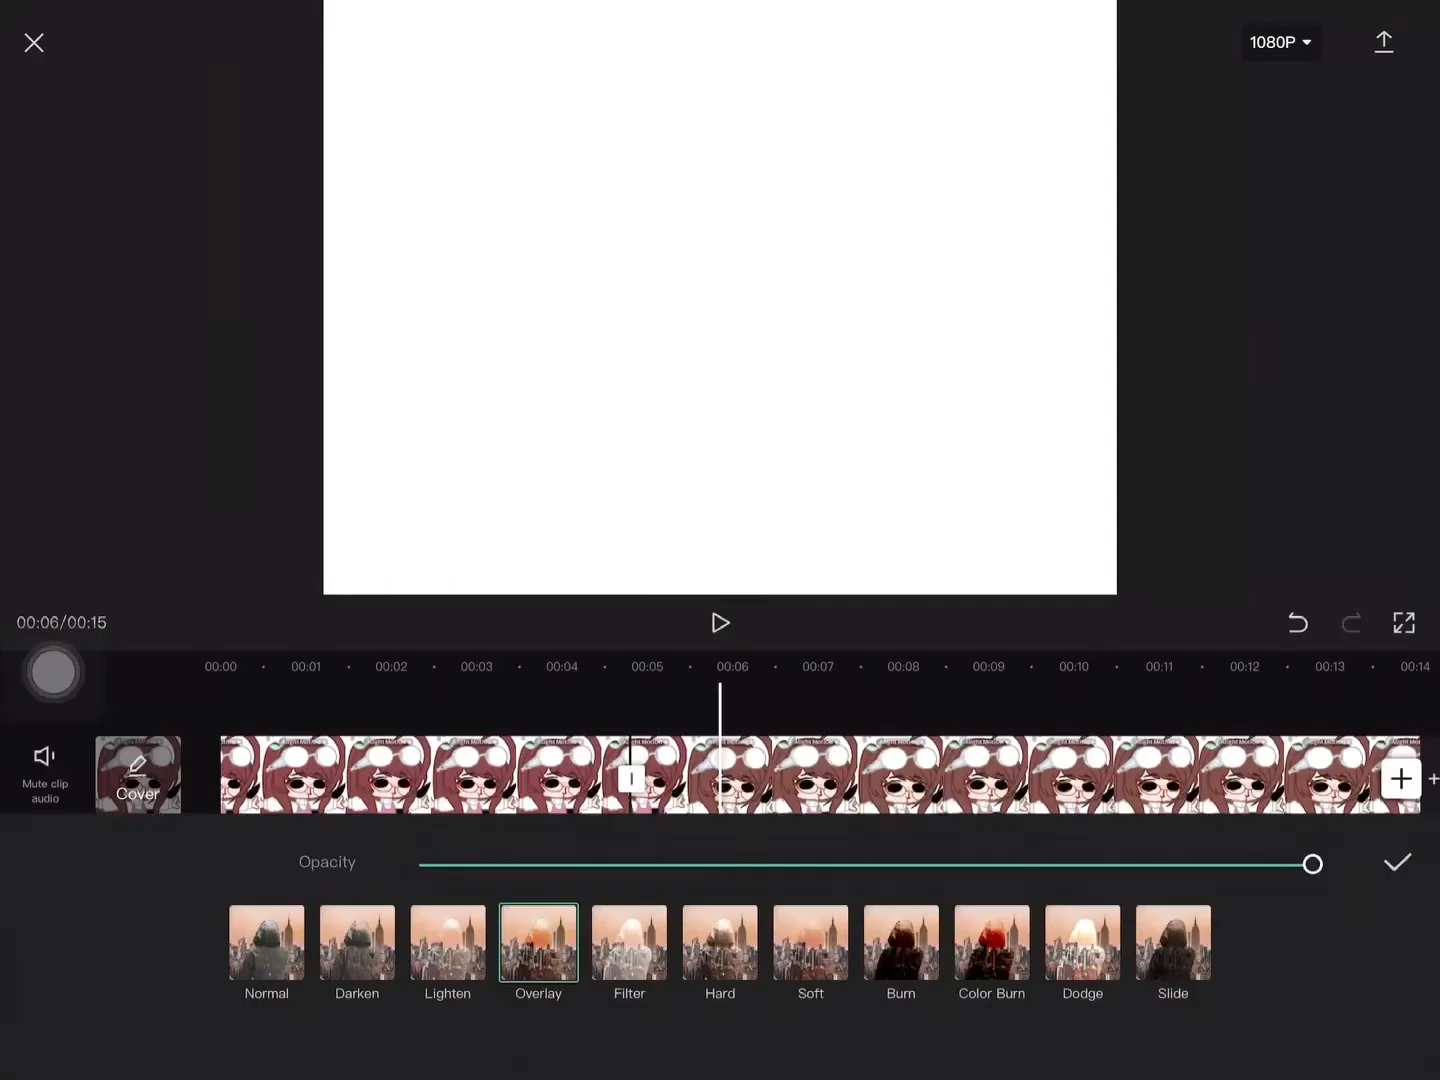 1080P
00:06/00:15
00:00 00:01 00:02 00:03 00:04 00:05 00:06 00:07 00:08 00:09 00:10 00:11 00:12 00:13 00:14
Mute clip
audio
Cover
Opacity
Normal Darken Lighten Overlay Filter Hard Soft Burn Color Burn Dodge Slide